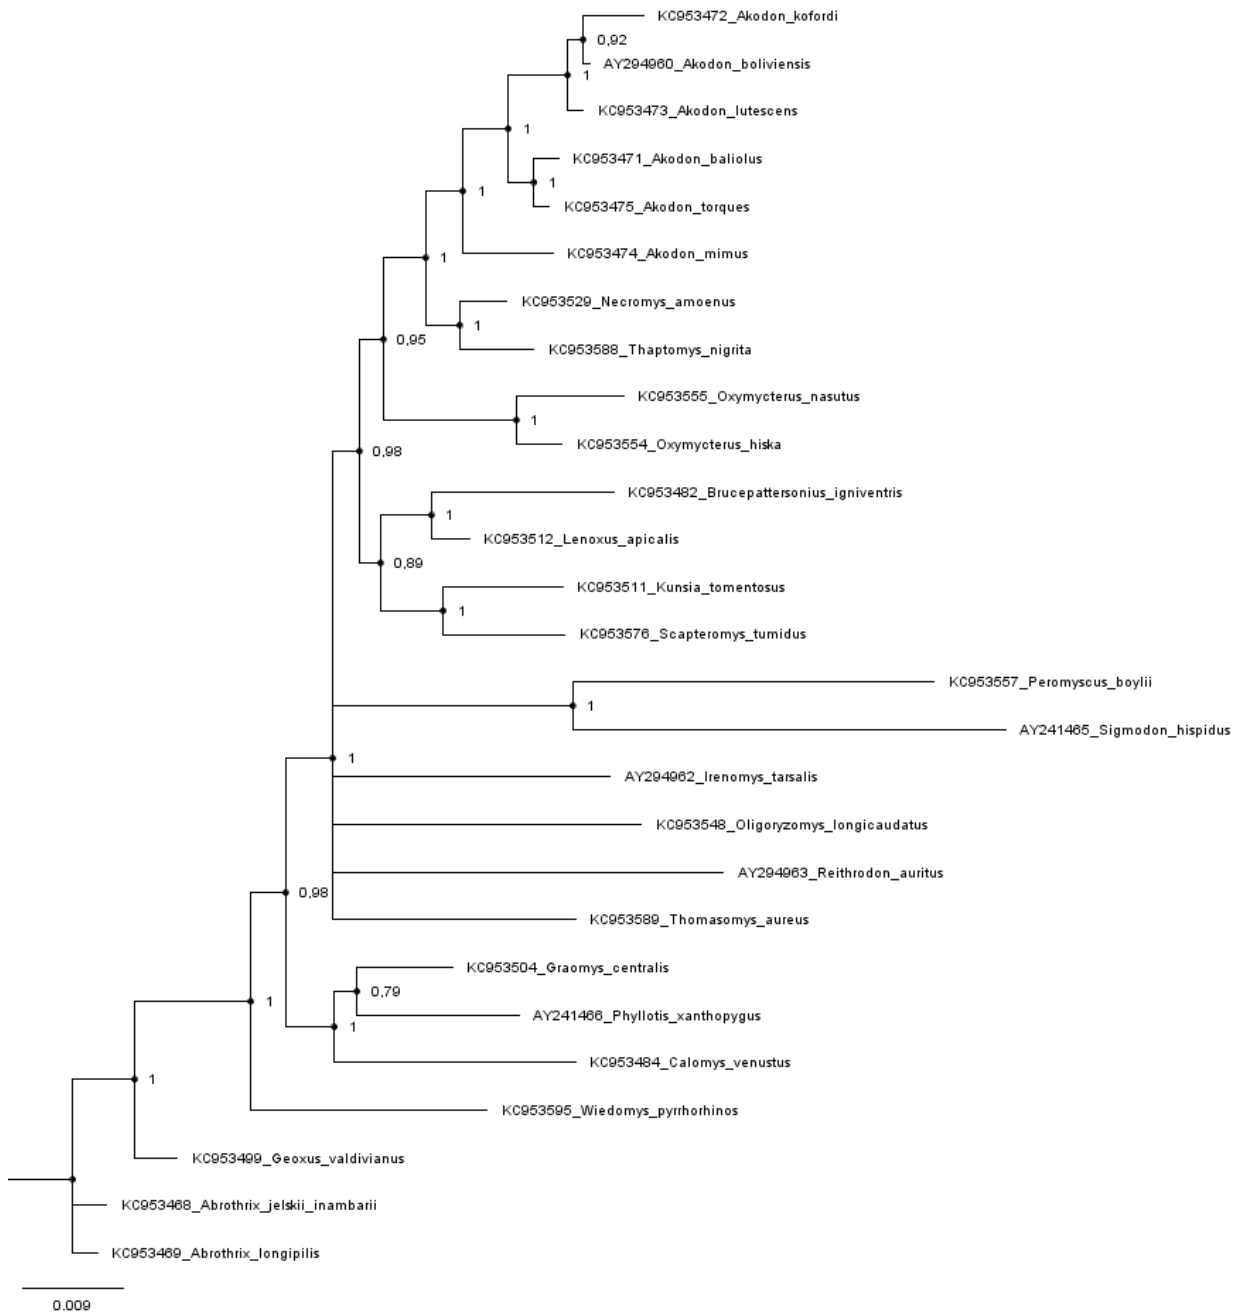 KC953472_Akodon_kofordi
0,92
AY294960_Akodon_boliviensis
1
KC953473_Akodon_lutescens
1
KC953471_Akodon_baliolus
1
1
KC953475_Akodon_torques
KC953474_Akodon_mimus
1
KC953529_Necromys_amoenus
1
0,95
KC953588_Thaptomys_nigrita
KC953555_Oxymycterus_nasutus
1
KC953554_Oxymycterus_hiska
0,98
KC953482_Brucepattersonius_igniventris
1
KC953512_Lenoxus_apicalis
0,89
KC953511_Kunsia_tomentosus
1
KC953576_Scapteromys_tumidus
KC953557_Peromyscus_boylii
1
AY241465_Sigmodon_hispidus
1
AY294962_Irenomys_tarsalis
KC953548_Oligoryzomys_longicaudatus
AY294963_Reithrodon_auritus
0,98
KC953589_Thomasomys_aureus
KC953504_Graomys_centralis
0,79
1
AY241466_Phyllotis_xanthopygus
1
KC953484_Calomys_venustus
1
KC953595_Wiedomys_pyrrhorhinos
KC953499_Geoxus_valdivianus
KC953468_Abrothrix_jelskii_inambarii
KC953469_Abrothrix_longipilis
0.009